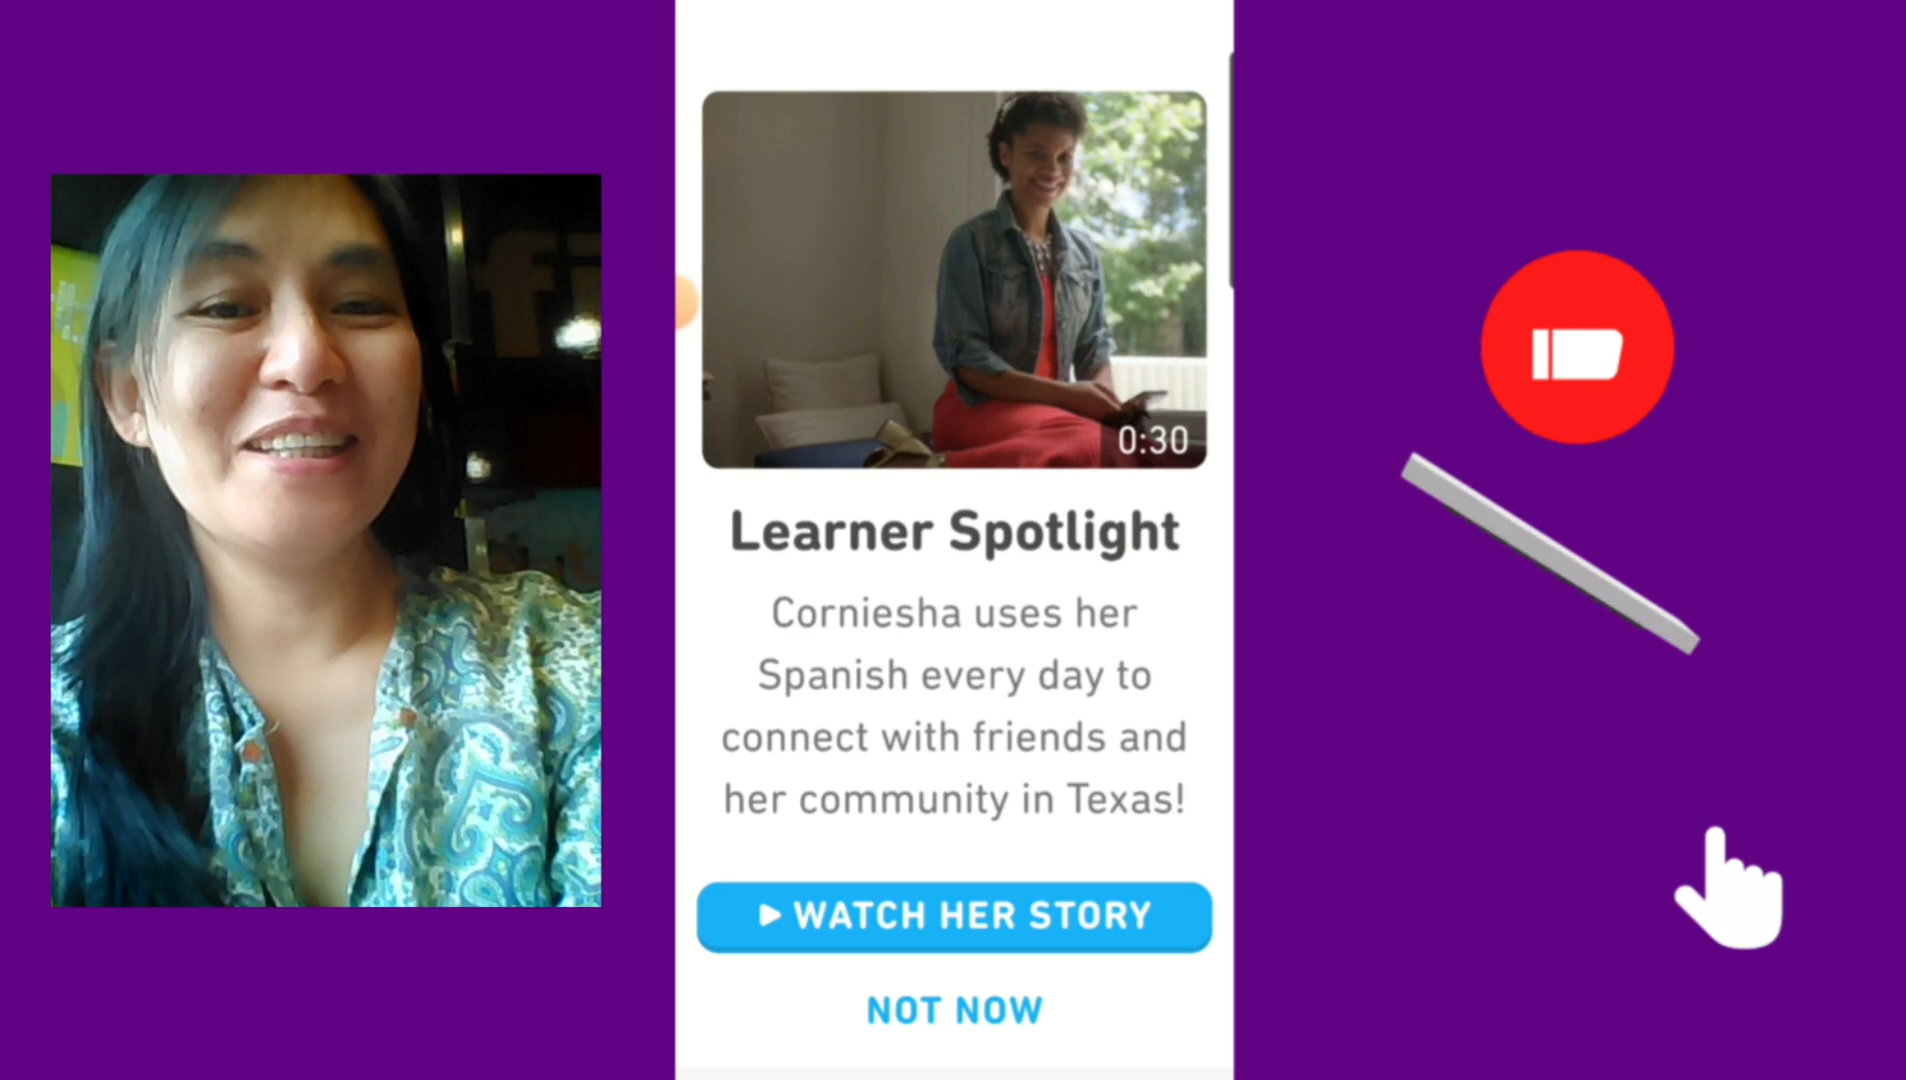 0:30
Learner Spotlight
Corniesha uses her
Spanish every day to
connect with friends and
her community in Texas!
WATCH HER STORY
NOT NOW